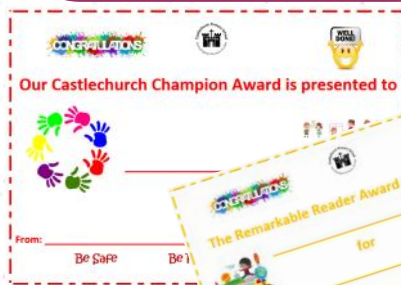 CONGRATULATIONS
WELL DONE!
Our Castlechurch Champion Award is presented to
From:
Be Safe
CONGRATULATIONS
The Remarkable Reader Award
for